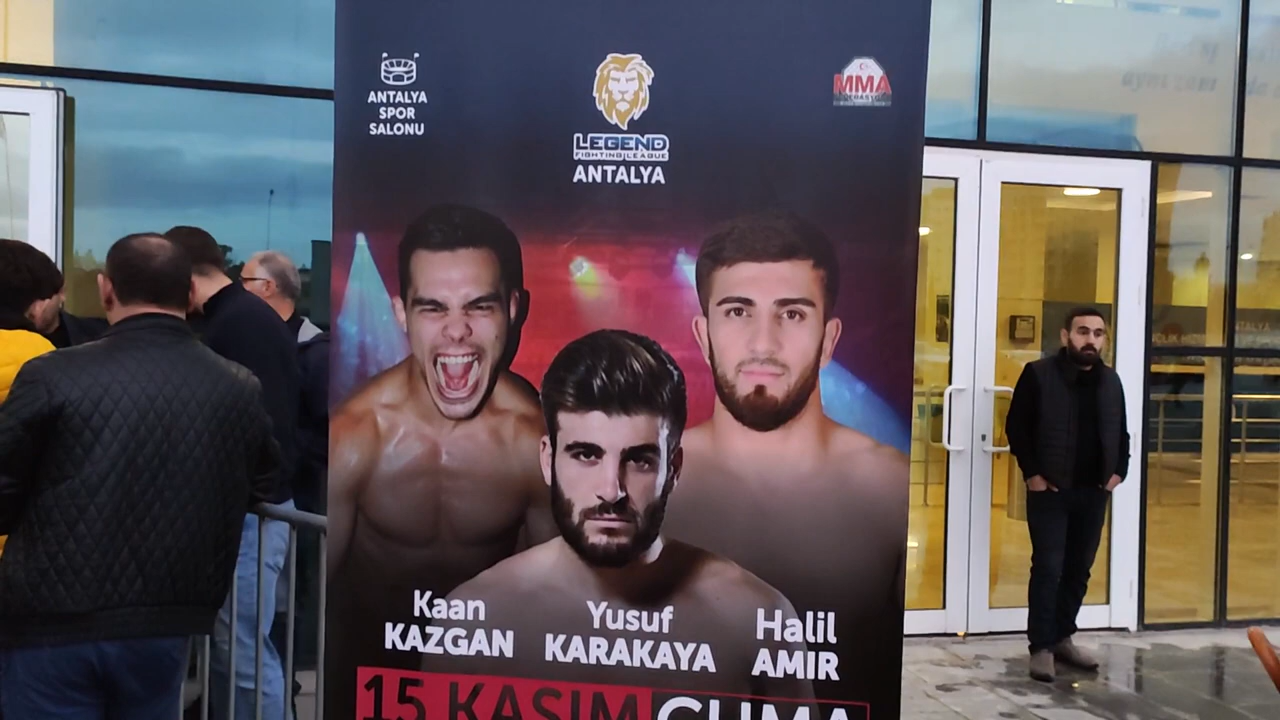 ANTALYA
SPOR
SALONU
LEGEND
FIGHTING LEAGUE
ANTALYA
MMA
Kaan
KAZGAN
Yusuf
KARAKAYA
Halil
AMIR
15 KASIM CUMA